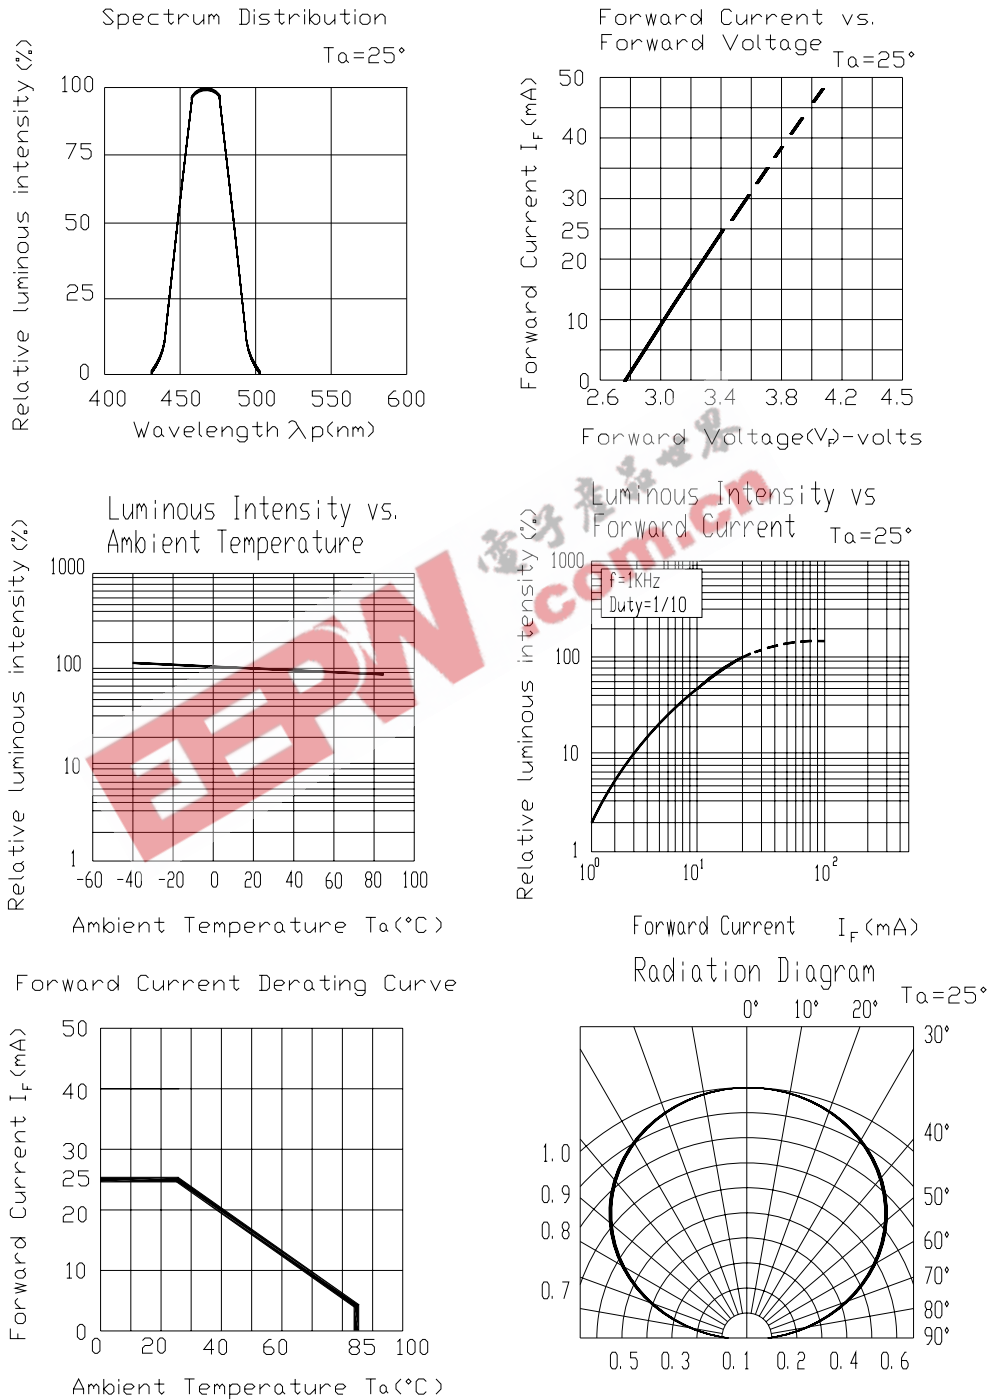 Spectrum Distribution
Ta=25°
Relative luminous intensity (%)
100
75
50
25
0
400 450 500 550 600
Wavelength λp(nm)
Forward Current vs.
Forward Voltage
Ta=25°
Forward Current IF(mA)
50
40
30
25
20
10
0
2.6 3.0 3.4 3.8 4.2 4.5
Forward Voltage(VF)-volts
Luminous Intensity vs.
Ambient Temperature
Relative luminous intensity (%)
1000
100
10
1
-60 -40 -20 0 20 40 60 80 100
Ambient Temperature Ta(°C)
電子產品世界
EEPW
.com.cn
Luminous Intensity vs
Forward Current
Ta=25°
f=1KHz
Duty=1/10
Relative luminous intensity (%)
1000
100
10
1
10⁰ 10¹ 10²
Forward Current IF(mA)
Forward Current Derating Curve
Forward Current IF(mA)
50
40
30
25
20
10
0
0 20 40 60 85 100
Ambient Temperature Ta(°C)
Radiation Diagram
Ta=25°
0° 10° 20°
30°
40°
50°
60°
70°
80°
90°
1.0
0.9
0.8
0.7
0.5 0.3 0.1 0.2 0.4 0.6